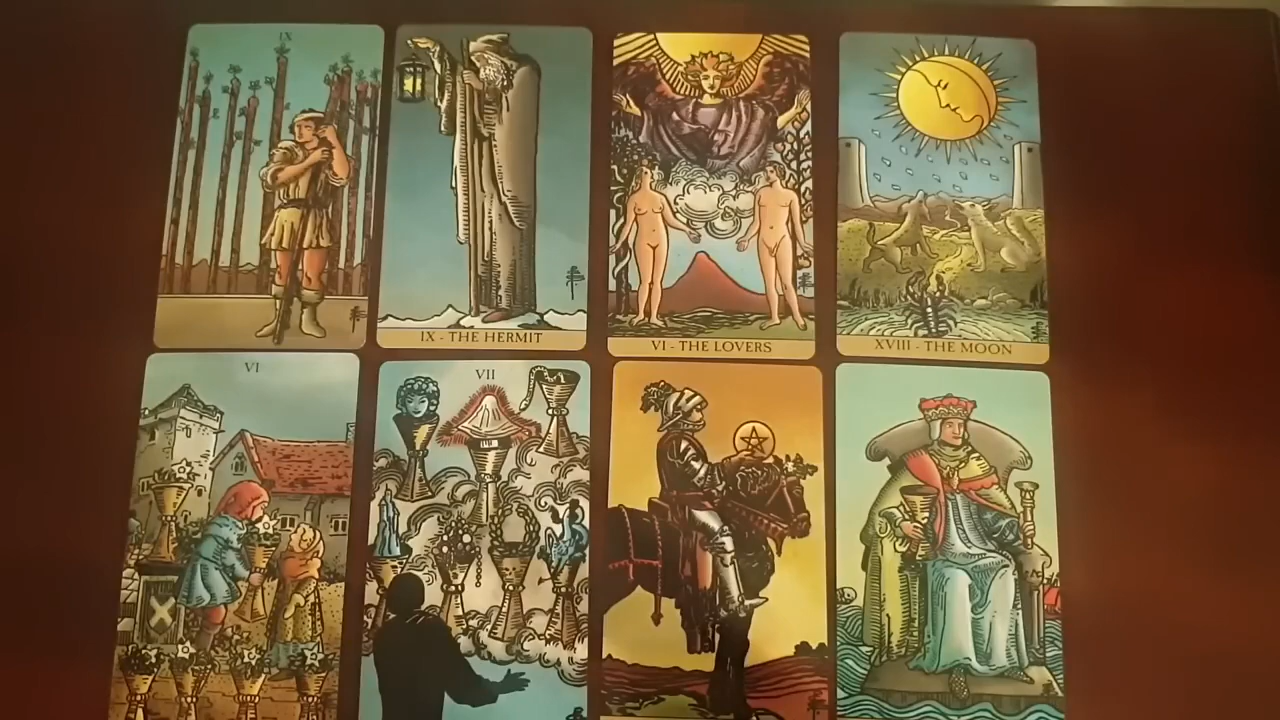 IX
IX - THE HERMIT
VI - THE LOVERS
XVIII - THE MOON
VI
VII